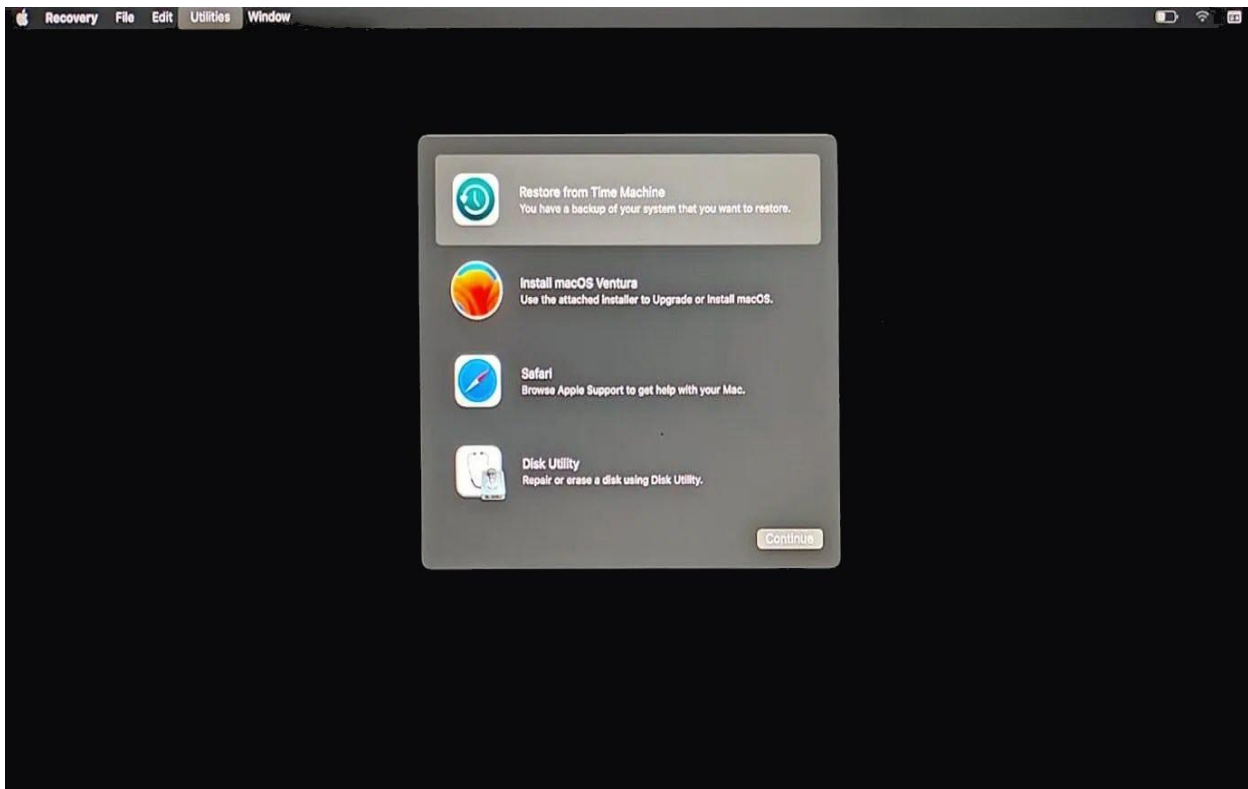 Recovery File Edit Utilities Window
Restore from Time Machine
You have a backup of your system that you want to restore.
Install macOS Ventura
Use the attached installer to Upgrade or Install macOS.
Safari
Browse Apple Support to get help with your Mac.
Disk Utility
Repair or erase a disk using Disk Utility.
Continue